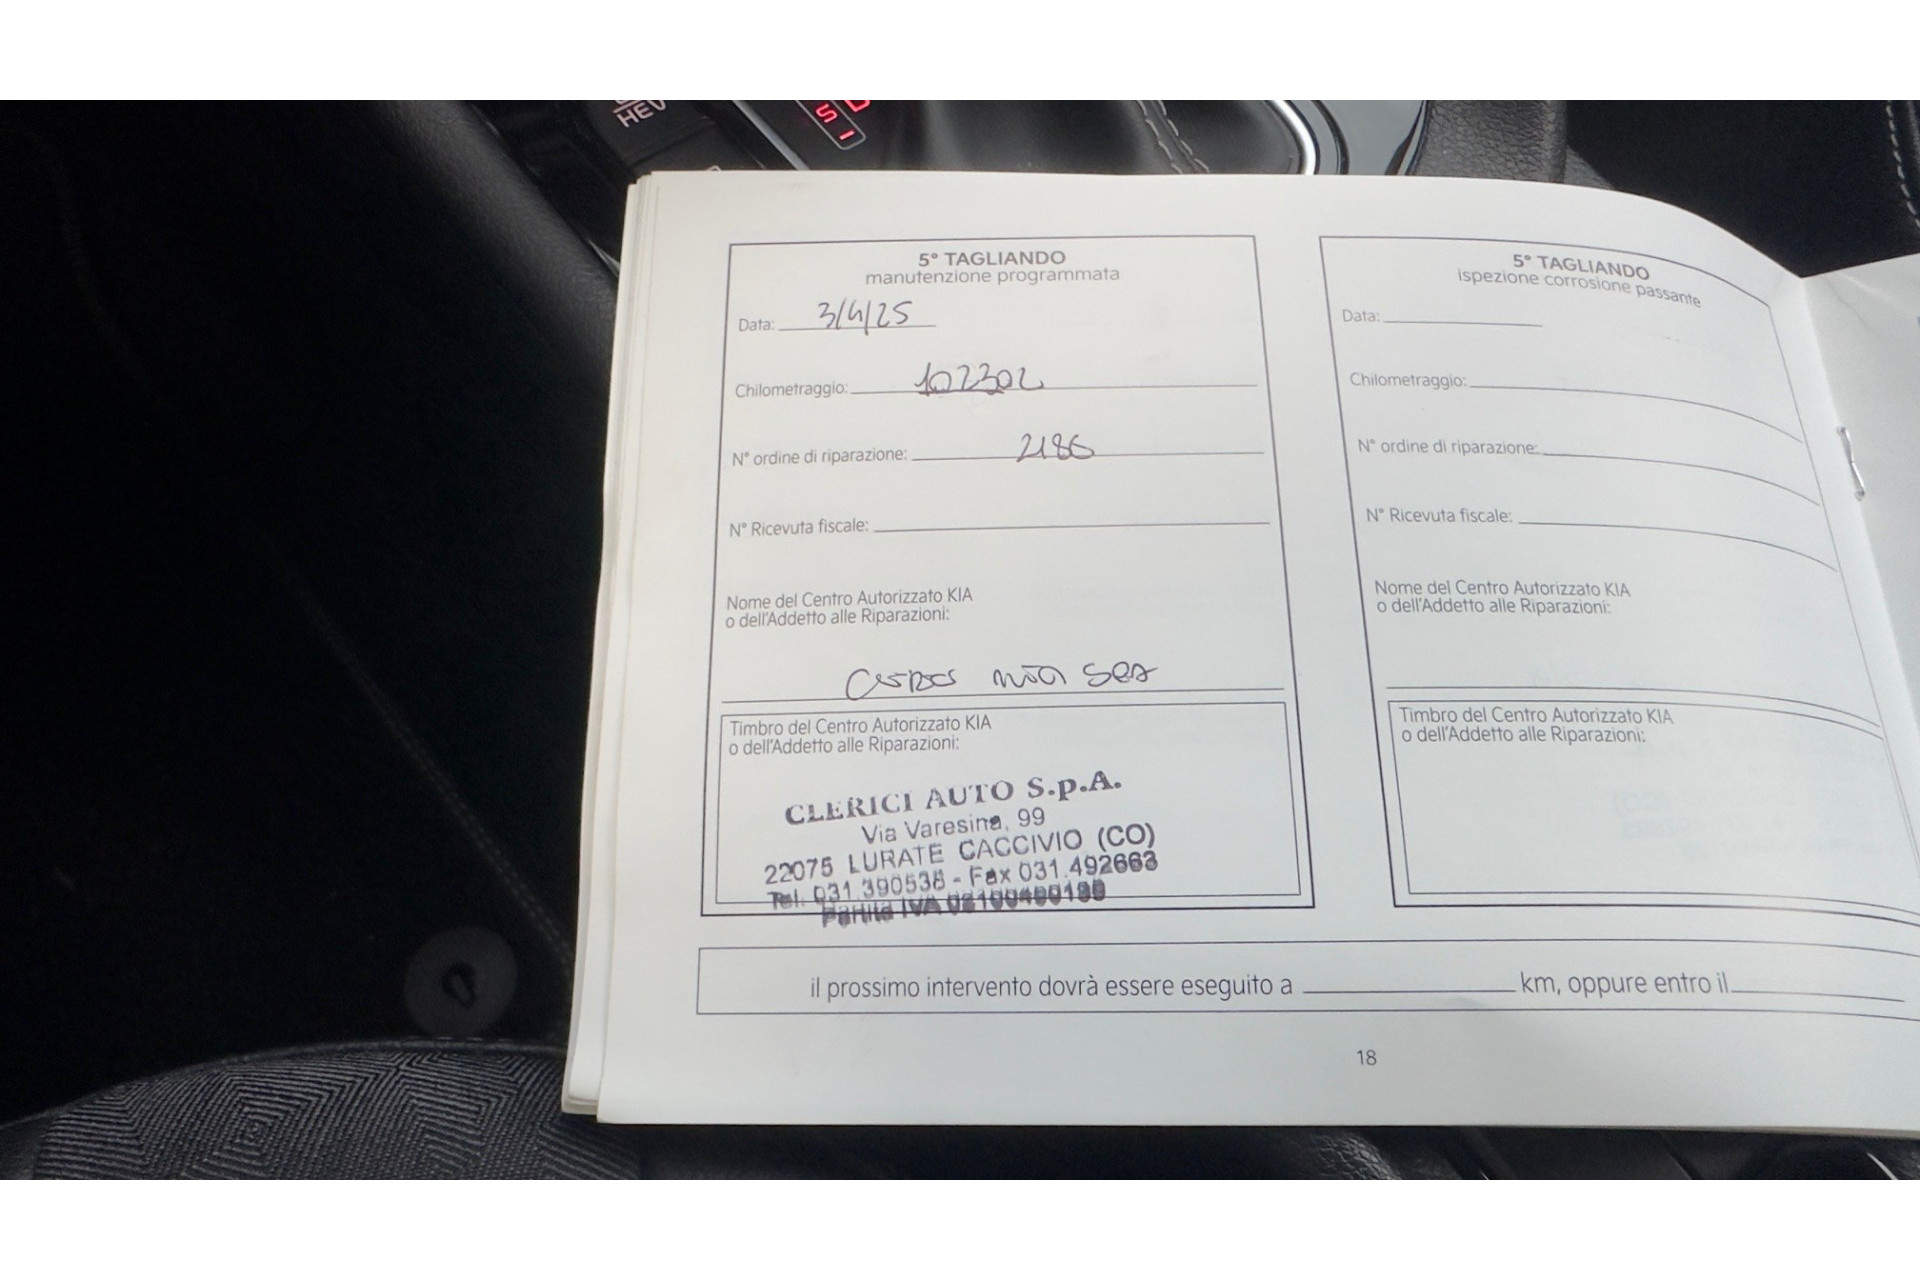 HEV
S
5° TAGLIANDO
manutenzione programmata
Data: 3/4/25
Chilometraggio: 102302
N° ordine di riparazione: 2186
N° Ricevuta fiscale:
Nome del Centro Autorizzato KIA
o dell'Addetto alle Riparazioni:
Timbro del Centro Autorizzato KIA
o dell'Addetto alle Riparazioni:
CLERICI AUTO S.p.A.
Via Varesina, 99
22075 LURATE CACCIVIO (CO)
Tel. 031.390538 - Fax 031.492663
Partita IVA
5° TAGLIANDO
ispezione corrosione passante
Data:
Chilometraggio:
N° ordine di riparazione:
N° Ricevuta fiscale:
Nome del Centro Autorizzato KIA
o dell'Addetto alle Riparazioni:
Timbro del Centro Autorizzato KIA
o dell'Addetto alle Riparazioni:
il prossimo intervento dovrà essere eseguito a km, oppure entro il
18